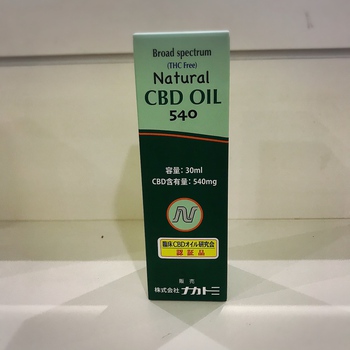 Broad spectrum
(THC Free)
Natural
CBD OIL
540
容量：30ml
CBD含有量：540mg
N
臨床CBDオイル研究会
認証品
販売
株式会社ナカトミ